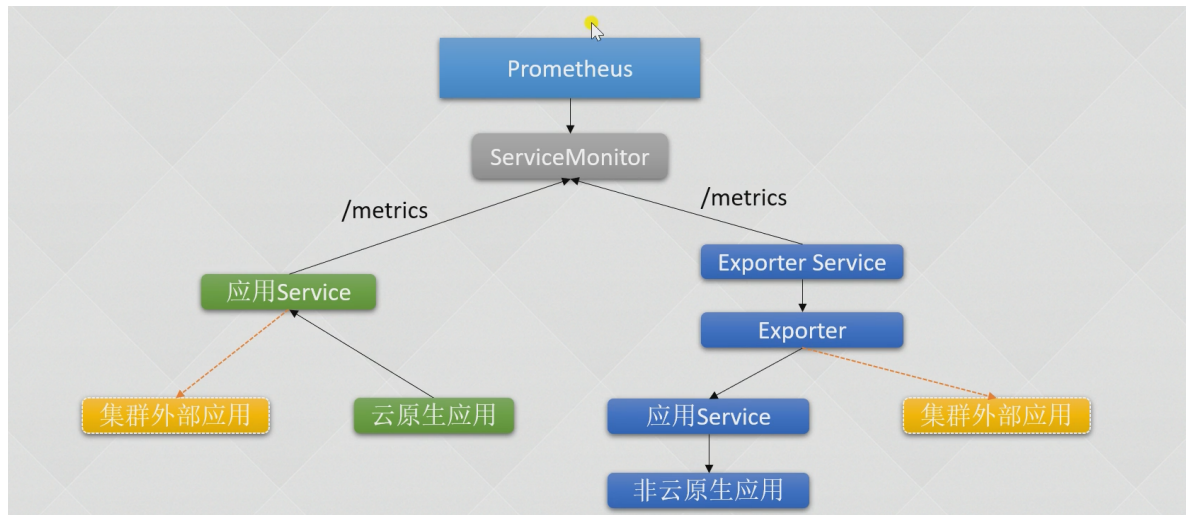 Prometheus
ServiceMonitor
/metrics
/metrics
Exporter Service
应用Service
Exporter
集群外部应用
云原生应用
应用Service
集群外部应用
非云原生应用